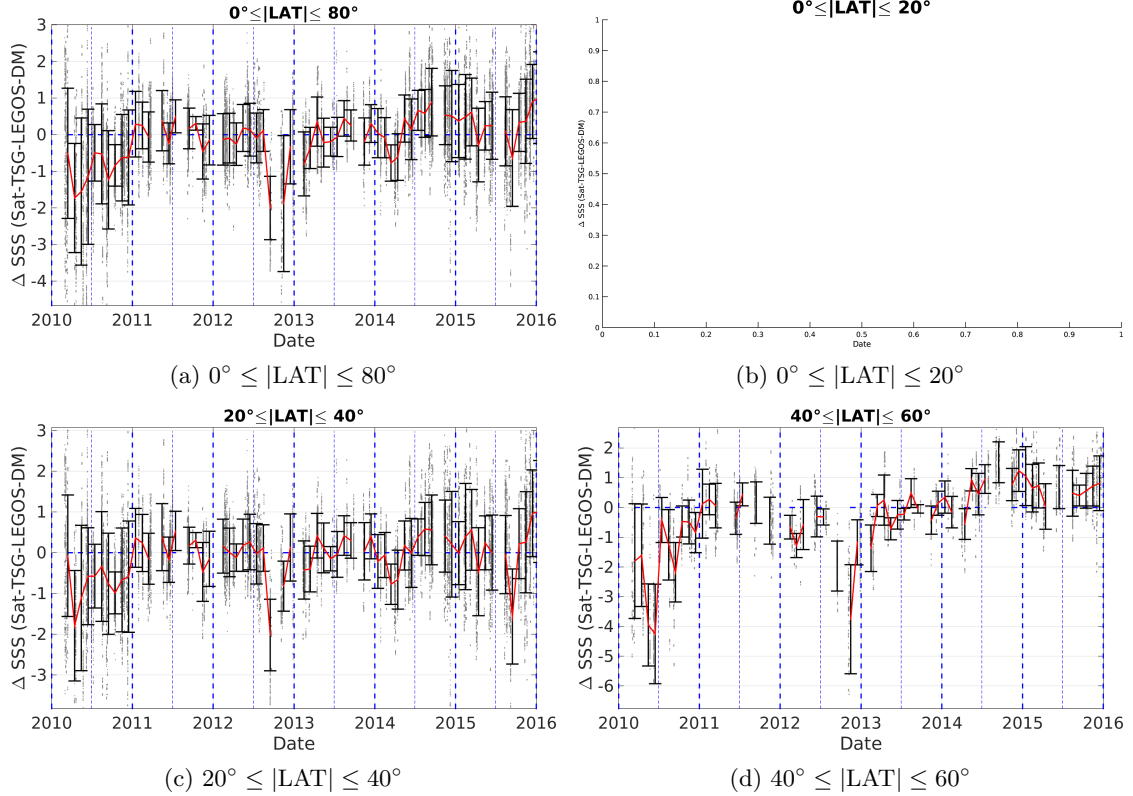 0°≤|LAT|≤ 80°
Δ SSS (Sat-TSG-LEGOS-DM)
3
2
1
0
-1
-2
-3
-4
2010 2011 2012 2013 2014 2015 2016
Date
(a) 0° ≤ |LAT| ≤ 80°
0°≤|LAT|≤ 20°
Δ SSS (Sat-TSG-LEGOS-DM)
1
0.9
0.8
0.7
0.6
0.5
0.4
0.3
0.2
0.1
0
0 0.1 0.2 0.3 0.4 0.5 0.6 0.7 0.8 0.9 1
Date
(b) 0° ≤ |LAT| ≤ 20°
20°≤|LAT|≤ 40°
Δ SSS (Sat-TSG-LEGOS-DM)
3
2
1
0
-1
-2
-3
2010 2011 2012 2013 2014 2015 2016
Date
(c) 20° ≤ |LAT| ≤ 40°
40°≤|LAT|≤ 60°
Δ SSS (Sat-TSG-LEGOS-DM)
2
1
0
-1
-2
-3
-4
-5
-6
2010 2011 2012 2013 2014 2015 2016
Date
(d) 40° ≤ |LAT| ≤ 60°